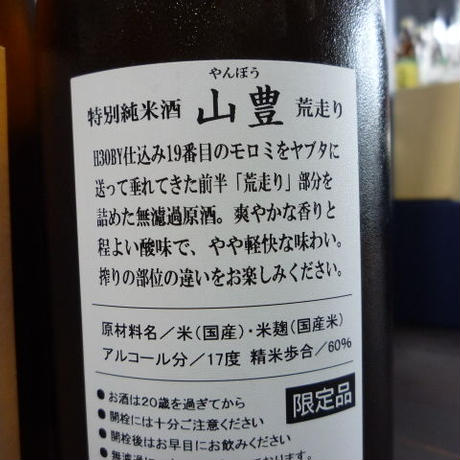 やんぼう
特別純米酒 山豊 荒走り
H30BY仕込み19番目のモロミをヤブタに
送って垂れてきた前半「荒走り」部分を
詰めた無濾過原酒。爽やかな香りと
程よい酸味で、やや軽快な味わい。
搾りの部位の違いをお楽しみください。
原材料名／米(国産)・米麹(国産米)
アルコール分／17度 精米歩合／60%
●お酒は20歳を過ぎてから
●開栓には十分ご注意ください
●開栓後はお早目にお飲みください
限定品